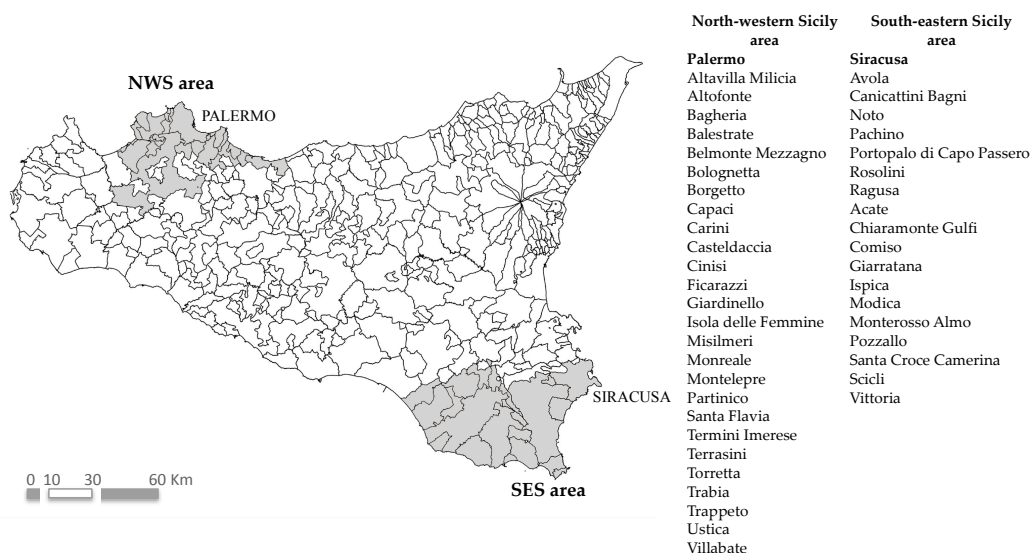 NWS area
PALERMO
SIRACUSA
0 10 30 60 Km
SES area
North-western Sicily
area
Palermo
Altavilla Milicia
Altofonte
Bagheria
Balestrate
Belmonte Mezzagno
Bolognetta
Borgetto
Capaci
Carini
Casteldaccia
Cinisi
Ficarazzi
Giardinello
Isola delle Femmine
Misilmeri
Monreale
Montelepre
Partinico
Santa Flavia
Termini Imerese
Terrasini
Torretta
Trabia
Trappeto
Ustica
Villabate
South-eastern Sicily
area
Siracusa
Avola
Canicattini Bagni
Noto
Pachino
Portopalo di Capo Passero
Rosolini
Ragusa
Acate
Chiaramonte Gulfi
Comiso
Giarratana
Ispica
Modica
Monterosso Almo
Pozzallo
Santa Croce Camerina
Scicli
Vittoria